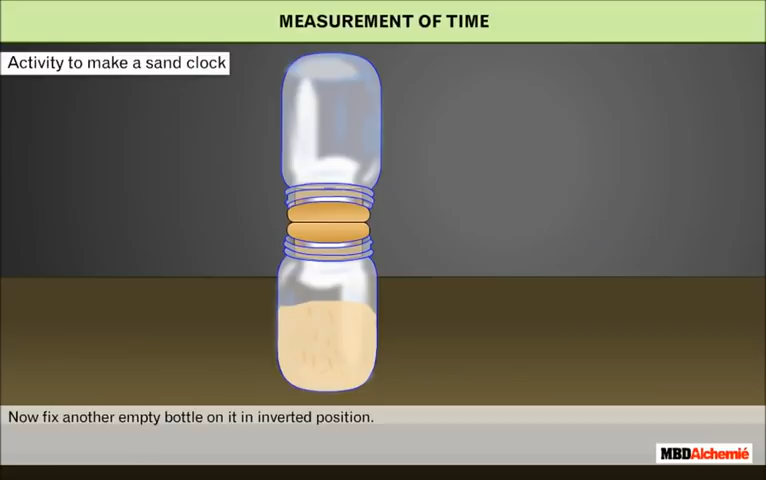 MEASUREMENT OF TIME
Activity to make a sand clock
Now fix another empty bottle on it in inverted position.
MBDAlchemié